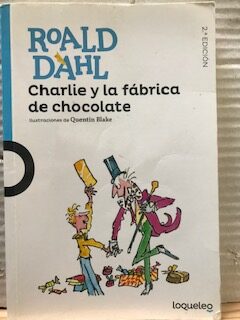 ROALD
DAHL
2.ª EDICIÓN
Charlie y la fábrica
de chocolate
Ilustraciones de Quentin Blake
loqueleo